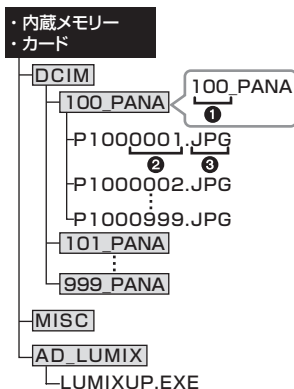 ・内蔵メモリー
・カード
DCIM
100_PANA
100_PANA
❶
P1000001.JPG
❷ ❸
P1000002.JPG
P1000999.JPG
101_PANA
999_PANA
MISC
AD_LUMIX
LUMIXUP.EXE